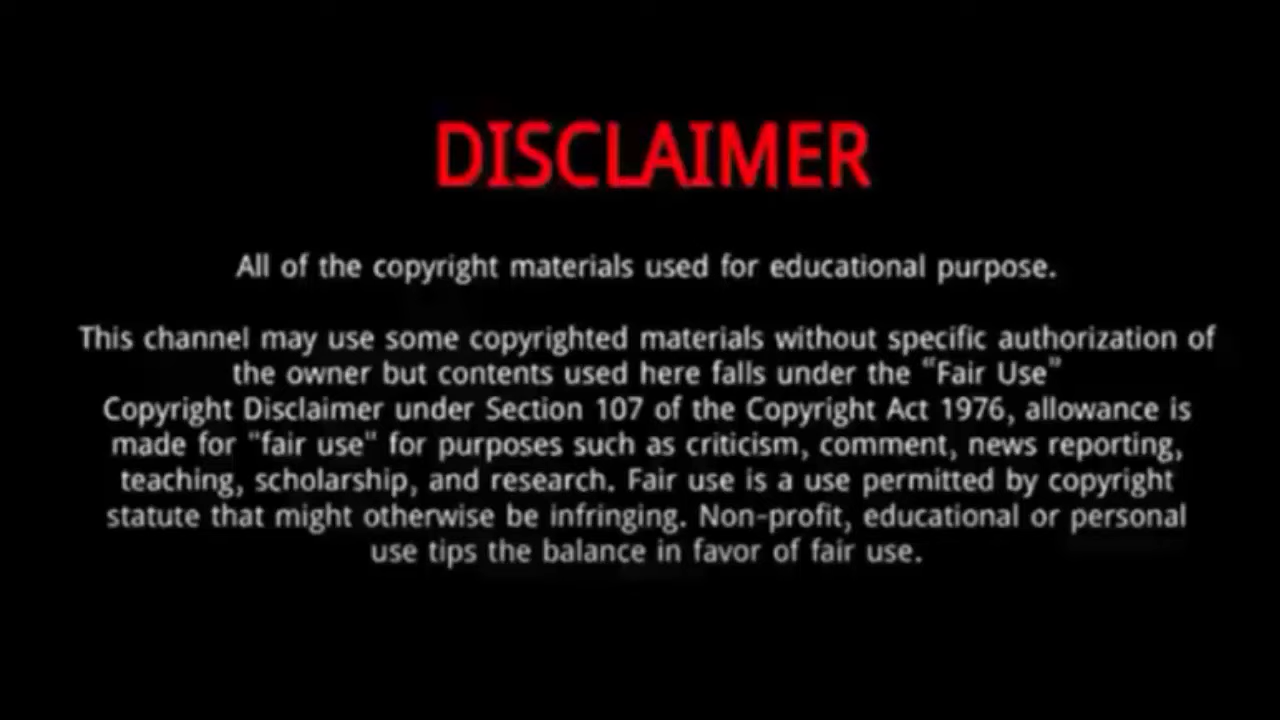 DISCLAIMER
All of the copyright materials used for educational purpose.
This channel may use some copyrighted materials without specific authorization of
the owner but contents used here falls under the “Fair Use”
Copyright Disclaimer under Section 107 of the Copyright Act 1976, allowance is
made for "fair use" for purposes such as criticism, comment, news reporting,
teaching, scholarship, and research. Fair use is a use permitted by copyright
statute that might otherwise be infringing. Non-profit, educational or personal
use tips the balance in favor of fair use.